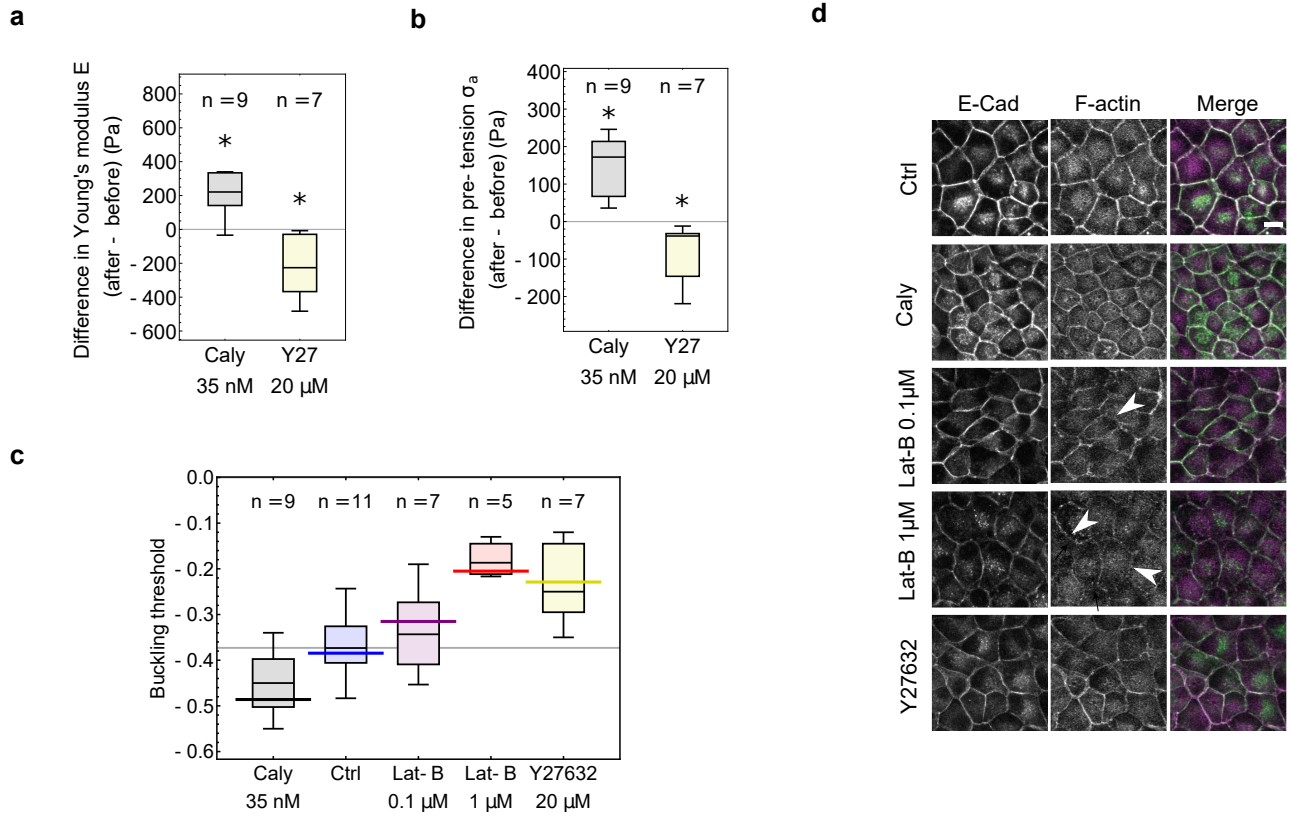 a
Difference in Young's modulus E
(after - before) (Pa)
800
600
400
200
0
- 200
- 400
- 600
n =9
n =7
*
*
Caly
35 nM
Y27
20 µM
b
Difference in pre- tension σa
(after - before) (Pa)
400
300
200
100
0
- 100
- 200
n =9
n =7
*
*
Caly
35 nM
Y27
20 µM
c
Buckling threshold
0.0
- 0.1
- 0.2
- 0.3
- 0.4
- 0.5
- 0.6
n =9
n =11
n =7
n =5
n =7
Caly
35 nM
Ctrl
Lat- B
0.1 µM
Lat- B
1 µM
Y27632
20 µM
d
E-Cad
F-actin
Merge
Ctrl
Caly
Lat-B 0.1µM
Lat-B 1µM
Y27632